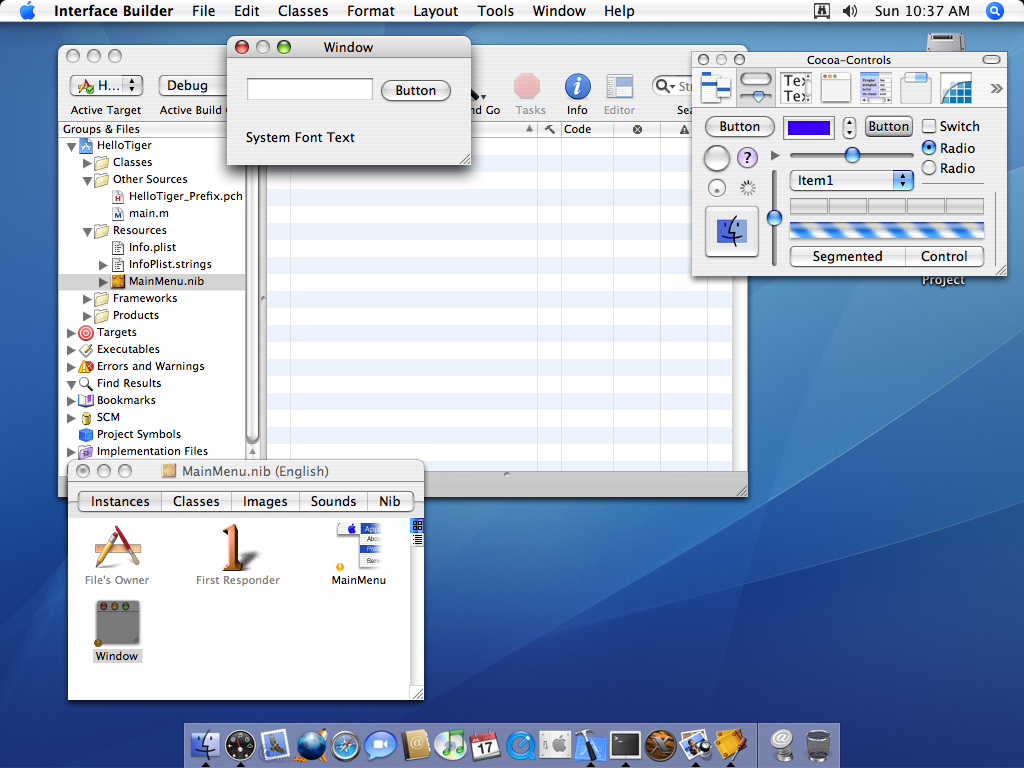 Interface Builder File Edit Classes Format Layout Tools Window Help Sun 10:37 AM
Window
Button
System Font Text
H...
Debug
Active Target
Active Build
nd Go
Tasks
Info
Editor
Groups & Files
Code
HelloTiger
Classes
Other Sources
HelloTiger_Prefix.pch
main.m
Resources
Info.plist
InfoPlist.strings
MainMenu.nib
Frameworks
Products
Targets
Executables
Errors and Warnings
Find Results
Bookmarks
SCM
Project Symbols
Implementation Files
Cocoa-Controls
Button
Button
Switch
Radio
Radio
Item1
Segmented Control
Project
MainMenu.nib (English)
Instances Classes Images Sounds Nib
File's Owner
First Responder
MainMenu
Window
17